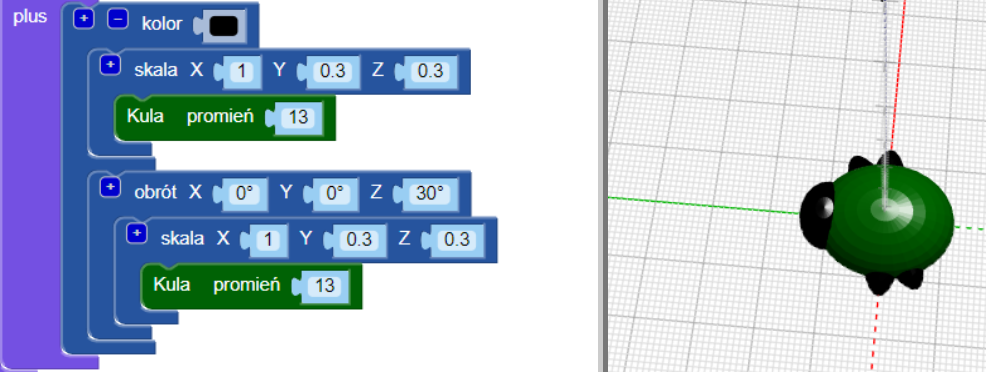 plus
+ − kolor
+ skala X 1 Y 0.3 Z 0.3
Kula promień 13
+ obrót X 0° Y 0° Z 30°
+ skala X 1 Y 0.3 Z 0.3
Kula promień 13